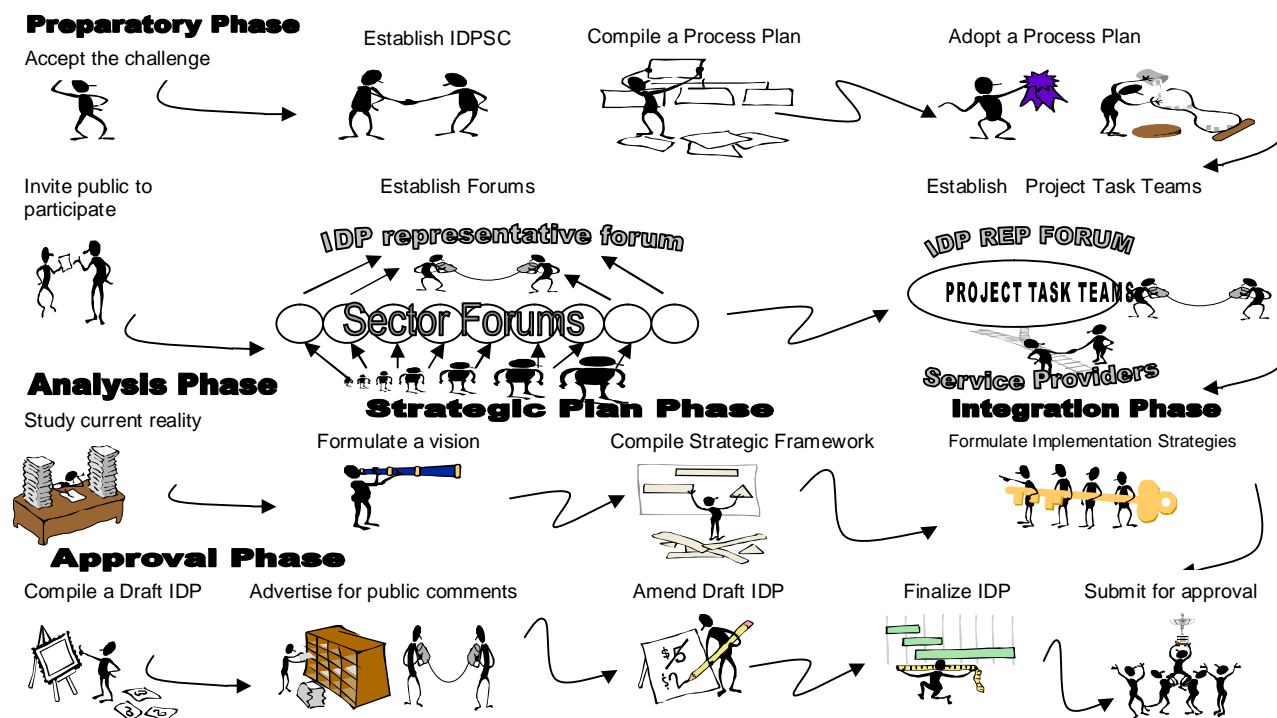 Preparatory Phase
Accept the challenge
Establish IDPSC
Compile a Process Plan
Adopt a Process Plan
Invite public to
participate
Establish Forums
Establish Project Task Teams
IDP representative forum
Sector Forums
IDP REP FORUM
PROJECT TASK TEAMS
Service Providers
Analysis Phase
Strategic Plan Phase
Integration Phase
Study current reality
Formulate a vision
Compile Strategic Framework
Formulate Implementation Strategies
Approval Phase
Compile a Draft IDP
Advertise for public comments
Amend Draft IDP
Finalize IDP
Submit for approval